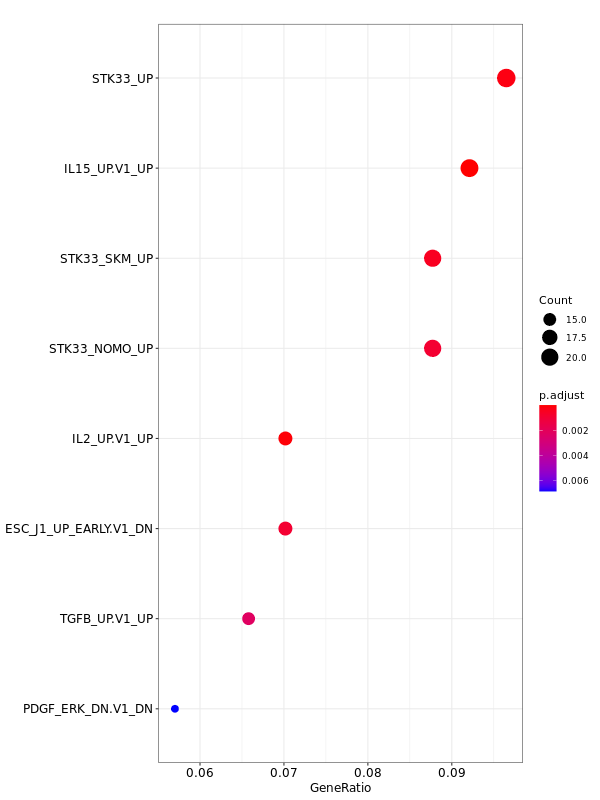 STK33_UP
IL15_UP.V1_UP
STK33_SKM_UP
STK33_NOMO_UP
IL2_UP.V1_UP
ESC_J1_UP_EARLY.V1_DN
TGFB_UP.V1_UP
PDGF_ERK_DN.V1_DN
0.06 0.07 0.08 0.09
GeneRatio
Count
15.0
17.5
20.0
p.adjust
0.002
0.004
0.006